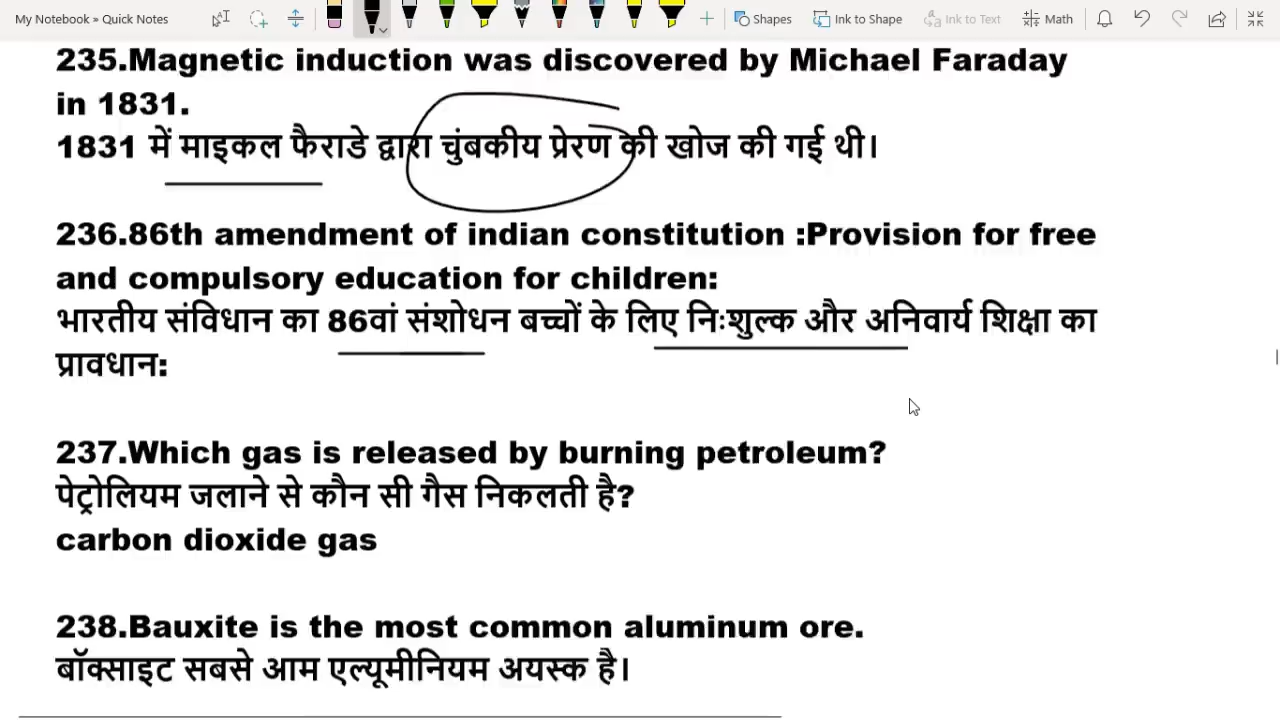 My Notebook » Quick Notes
Shapes
Ink to Shape
Ink to Text
Math
235.Magnetic induction was discovered by Michael Faraday
in 1831.
1831 में माइकल फैराडे द्वारा चुंबकीय प्रेरण की खोज की गई थी।
236.86th amendment of indian constitution :Provision for free
and compulsory education for children:
भारतीय संविधान का 86वां संशोधन बच्चों के लिए निःशुल्क और अनिवार्य शिक्षा का
प्रावधान:
237.Which gas is released by burning petroleum?
पेट्रोलियम जलाने से कौन सी गैस निकलती है?
carbon dioxide gas
238.Bauxite is the most common aluminum ore.
बॉक्साइट सबसे आम एल्यूमीनियम अयस्क है।